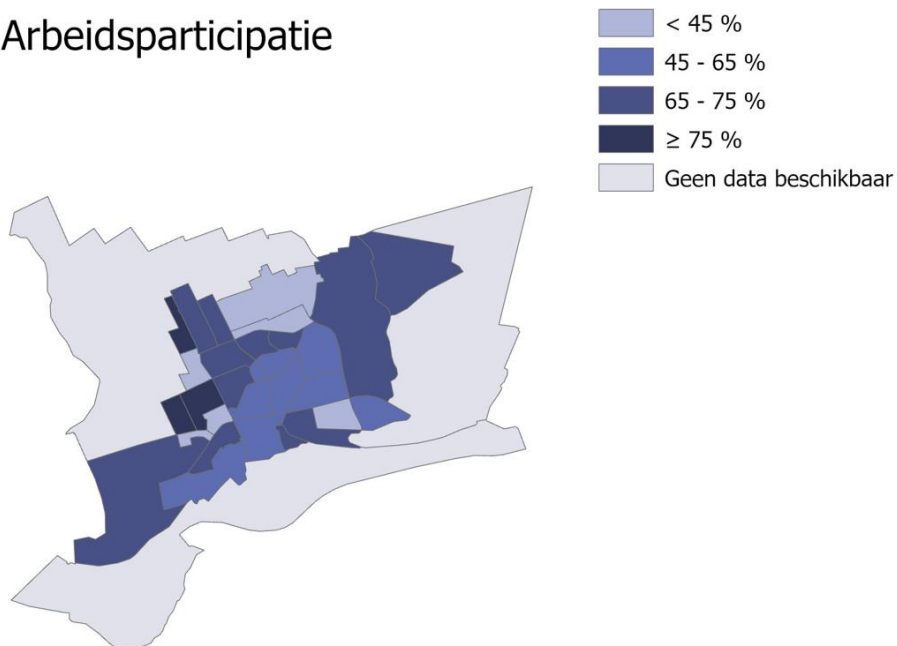 Arbeidsparticipatie
< 45 %
45 - 65 %
65 - 75 %
≥ 75 %
Geen data beschikbaar